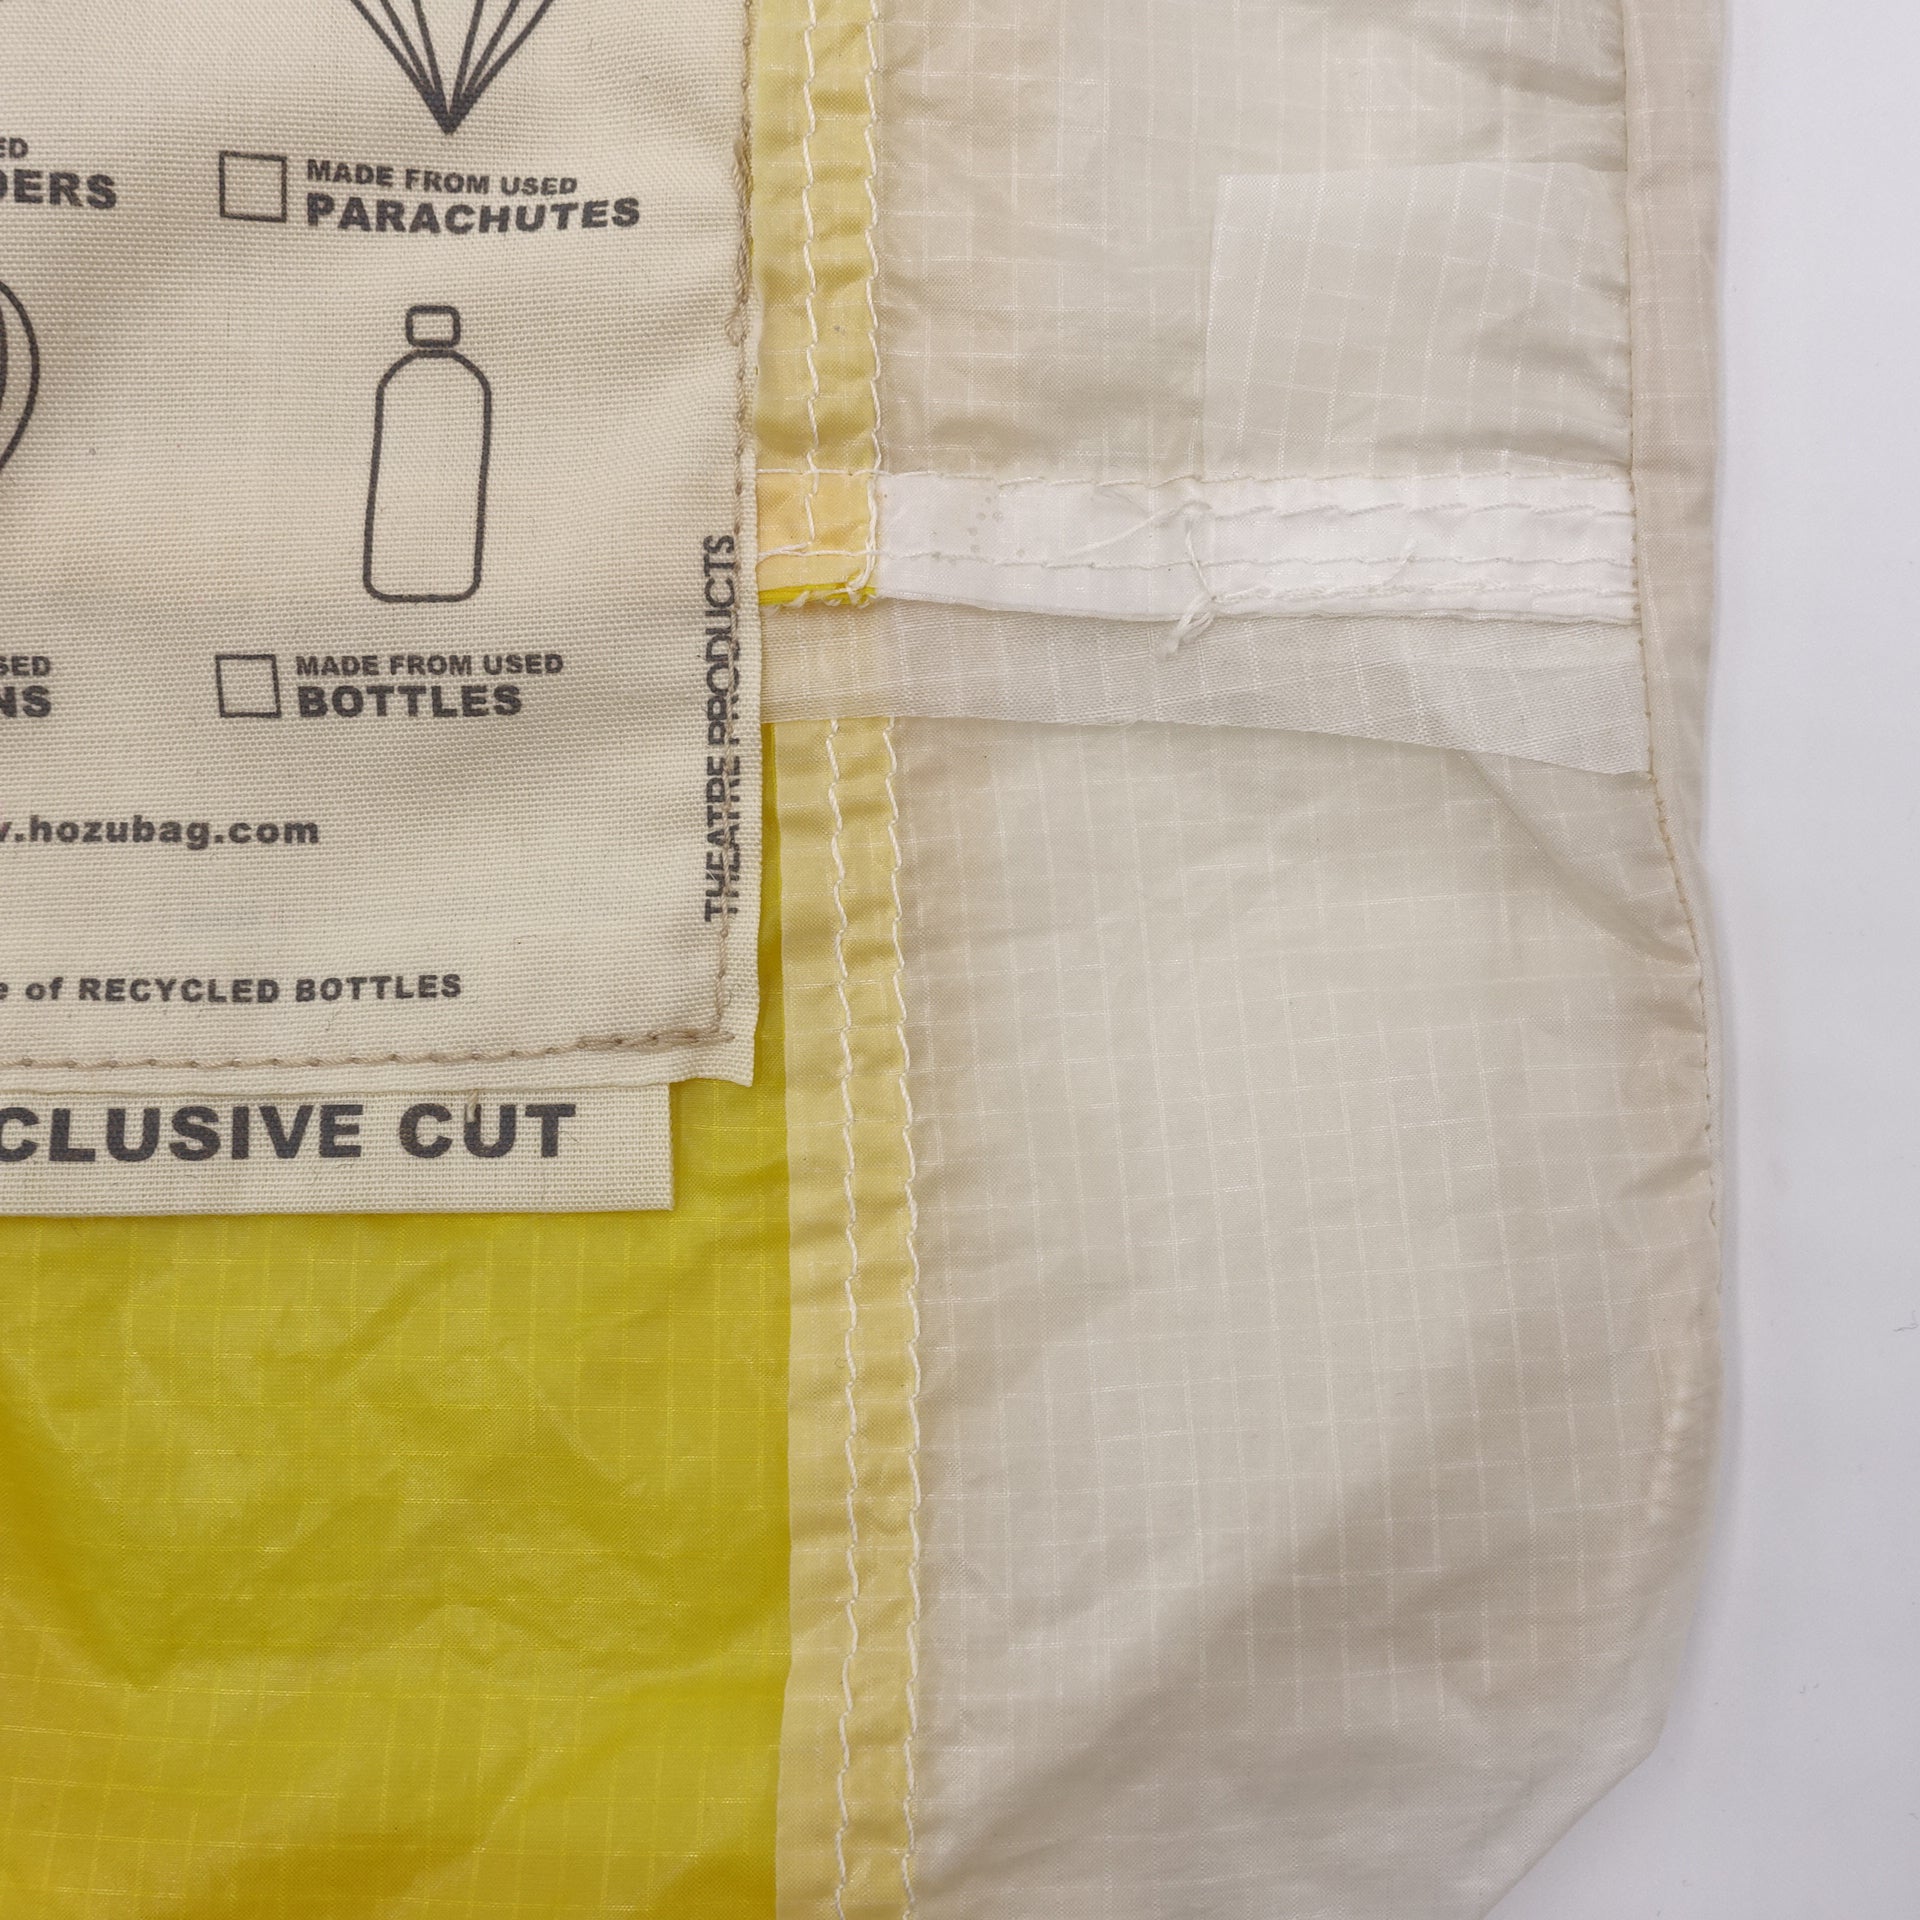 ED
DERS
MADE FROM USED
PARACHUTES
SED
NS
MADE FROM USED
BOTTLES
THEATRE PRODUCTS
.hozubag.com
e of RECYCLED BOTTLES
CLUSIVE CUT